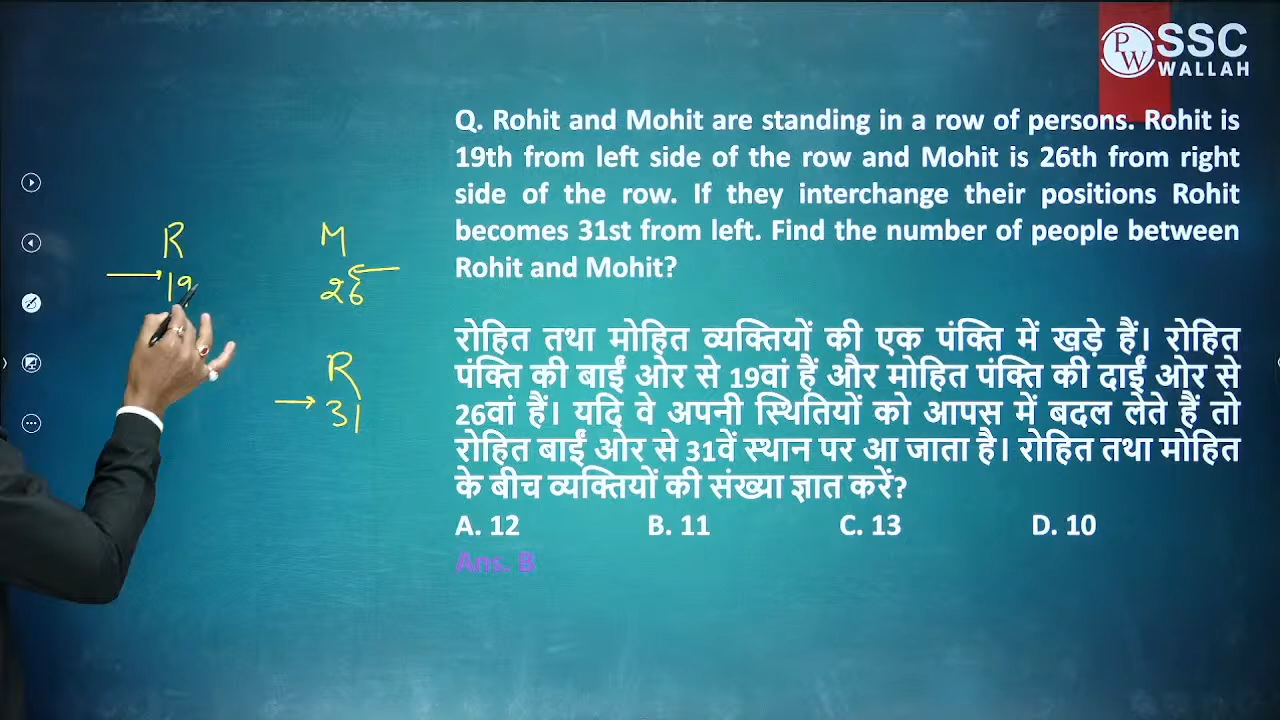 PW SSC
WALLAH
Q. Rohit and Mohit are standing in a row of persons. Rohit is
19th from left side of the row and Mohit is 26th from right
side of the row. If they interchange their positions Rohit
becomes 31st from left. Find the number of people between
Rohit and Mohit?
R M
19 26
R
31
रोहित तथा मोहित व्यक्तियों की एक पंक्ति में खड़े हैं। रोहित
पंक्ति की बाईं ओर से 19वां हैं और मोहित पंक्ति की दाईं ओर से
26वां हैं। यदि वे अपनी स्थितियों को आपस में बदल लेते हैं तो
रोहित बाईं ओर से 31वें स्थान पर आ जाता है। रोहित तथा मोहित
के बीच व्यक्तियों की संख्या ज्ञात करें?
A. 12 B. 11 C. 13 D. 10
Ans. B